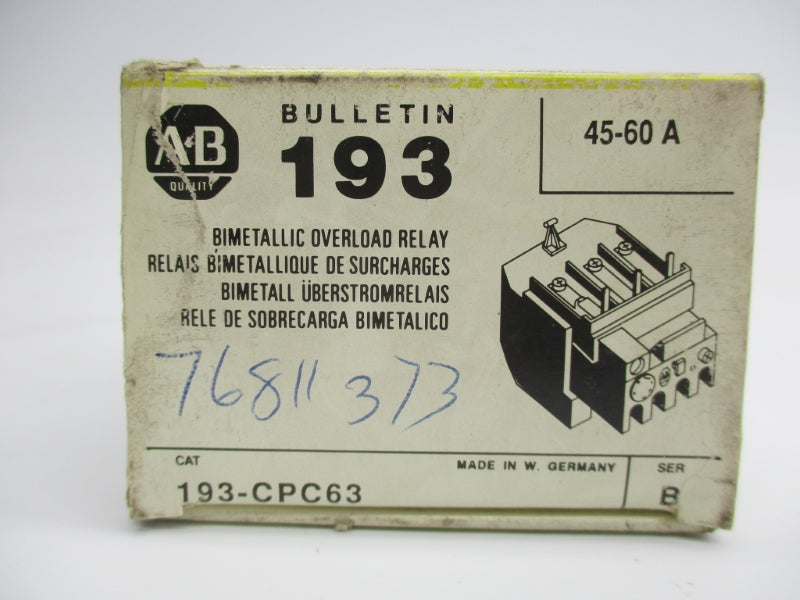 A-B
QUALITY
BULLETIN
193
45-60 A
BIMETALLIC OVERLOAD RELAY
RELAIS BIMETALLIQUE DE SURCHARGES
BIMETALL ÜBERSTROMRELAIS
RELE DE SOBRECARGA BIMETALICO
76811 373
CAT
193-CPC63
MADE IN W. GERMANY
SER
B